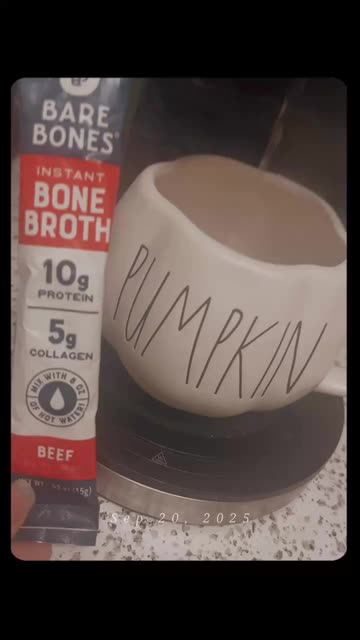 BARE
BONES®
INSTANT
BONE
BROTH
10g
PROTEIN
5g
COLLAGEN
MIX WITH 8 OZ
OF HOT WATER!
BEEF
PUMPKIN
Sep 20, 2025